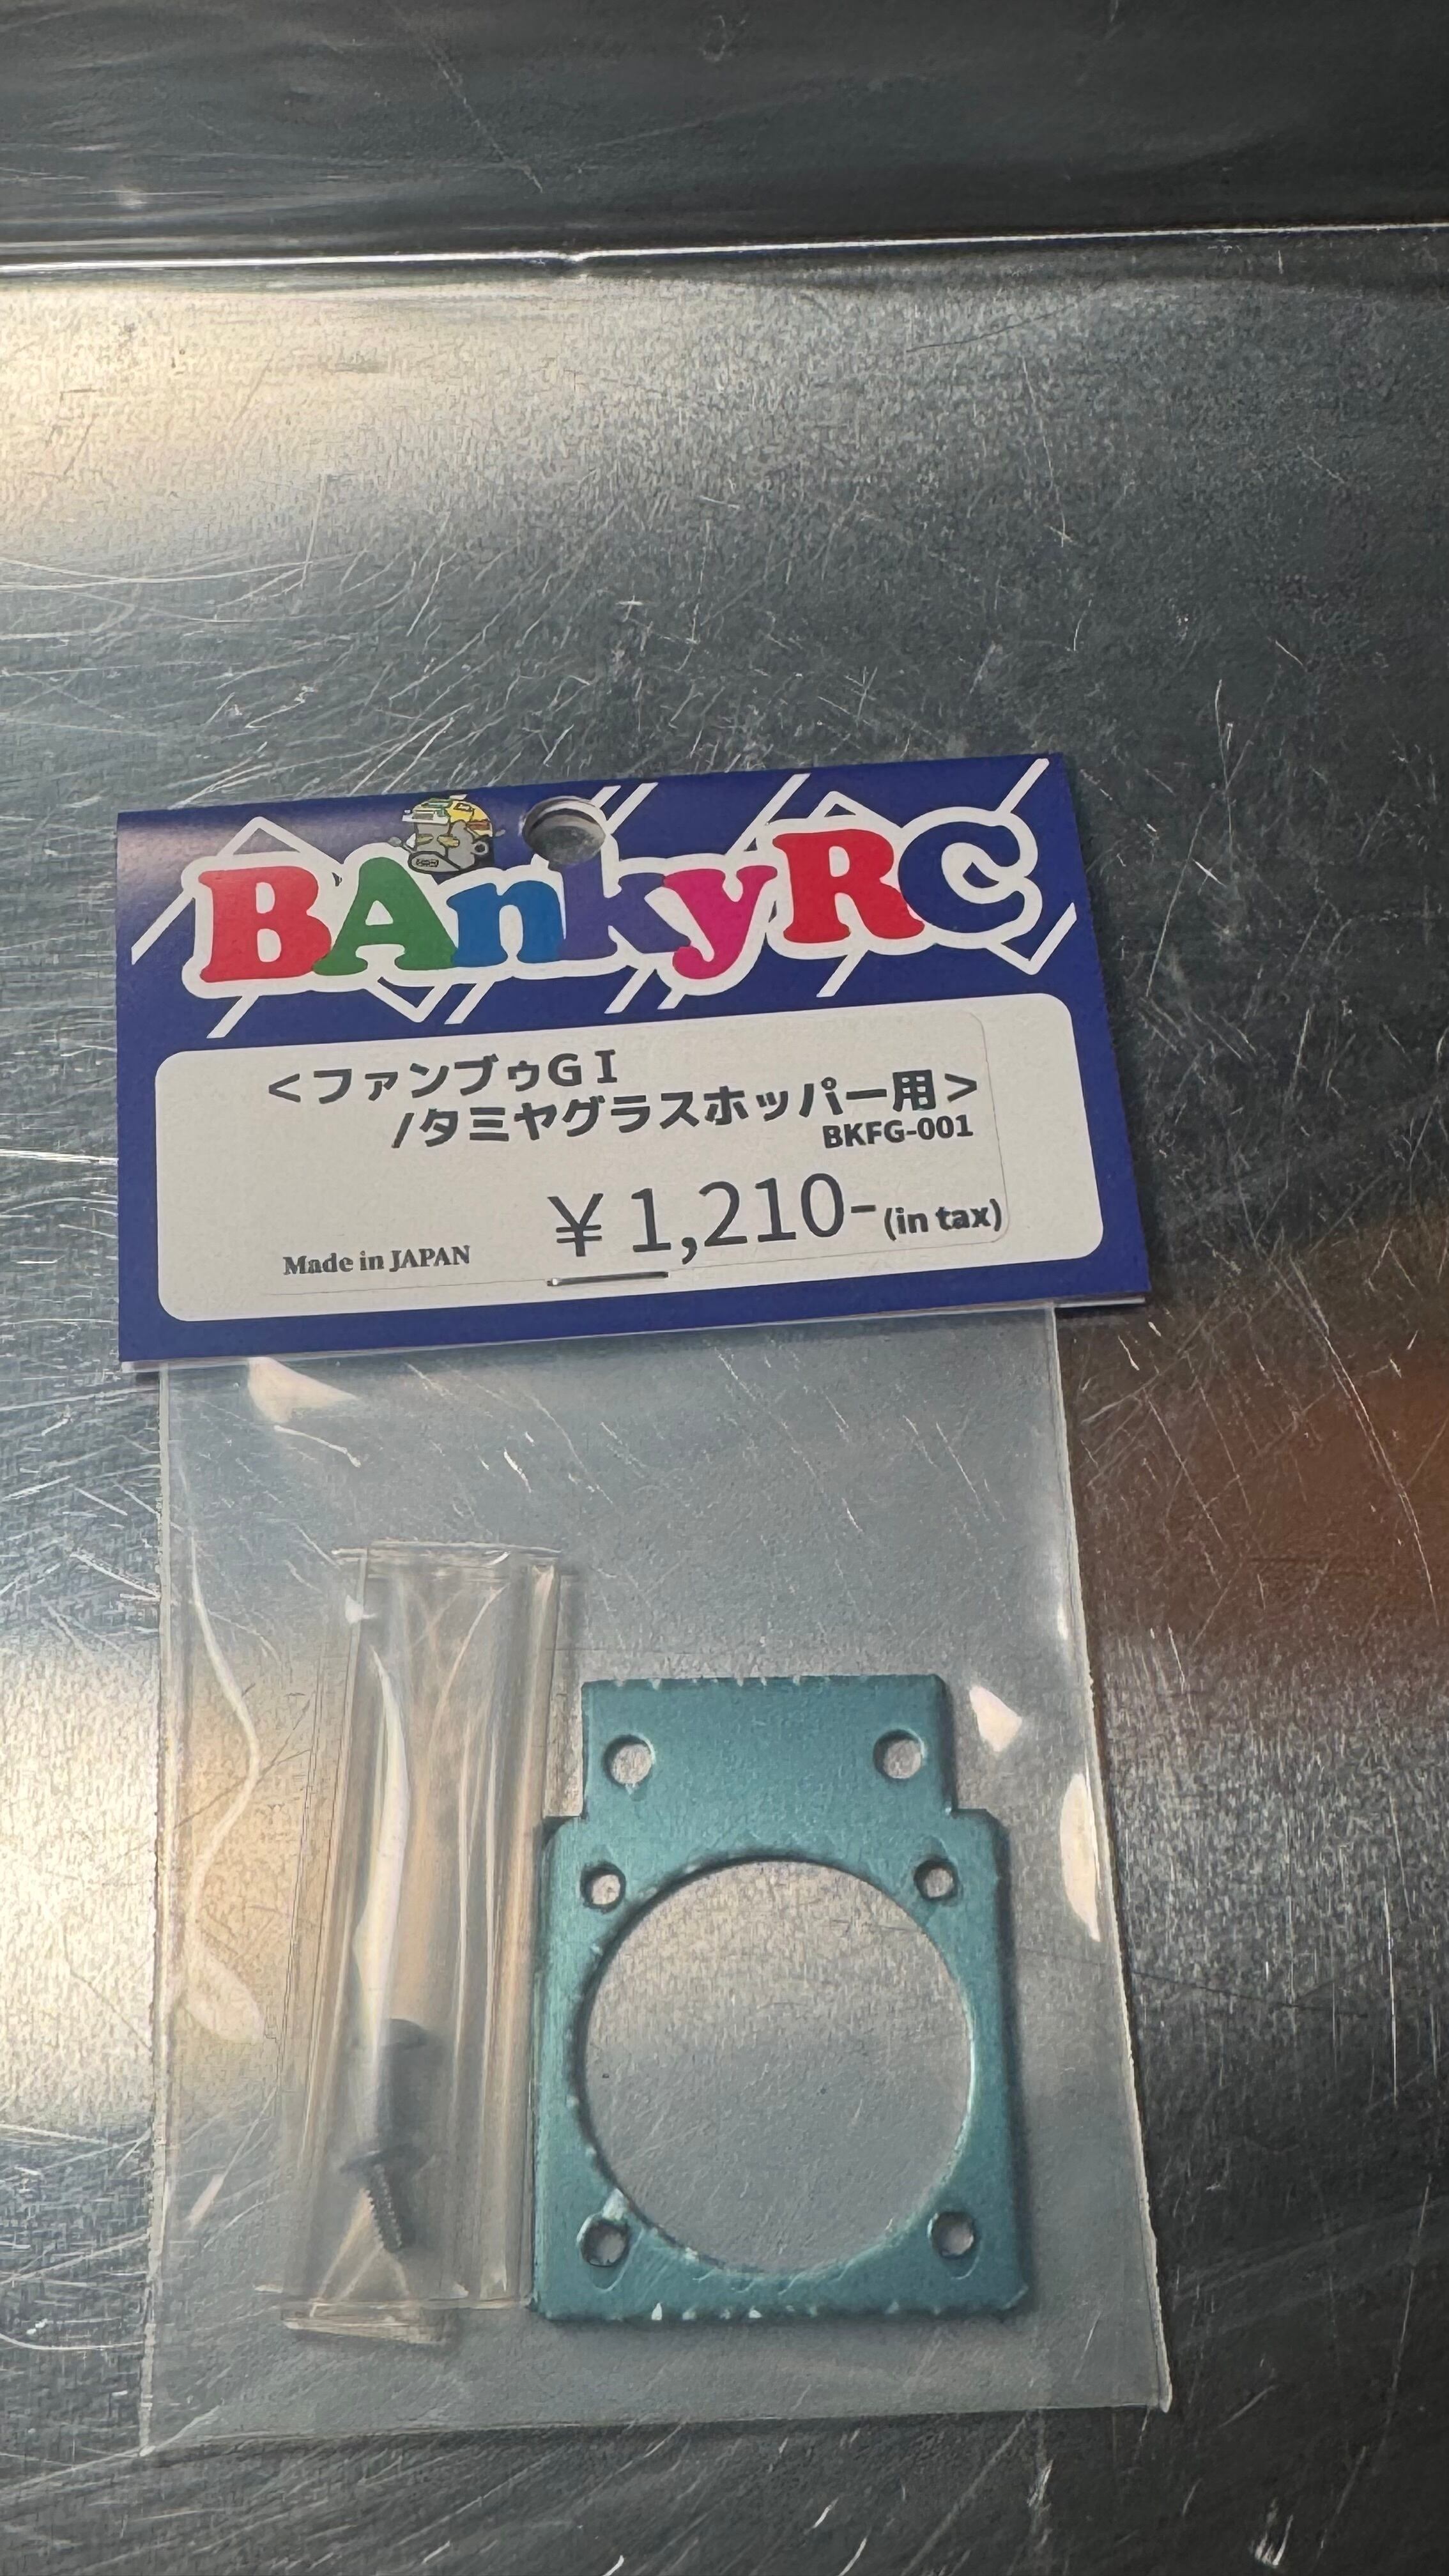 BAnkyRC
<ファンブゥGI
/タミヤグラスホッパー用>
BKFG-001
¥1,210-(in tax)
Made in JAPAN